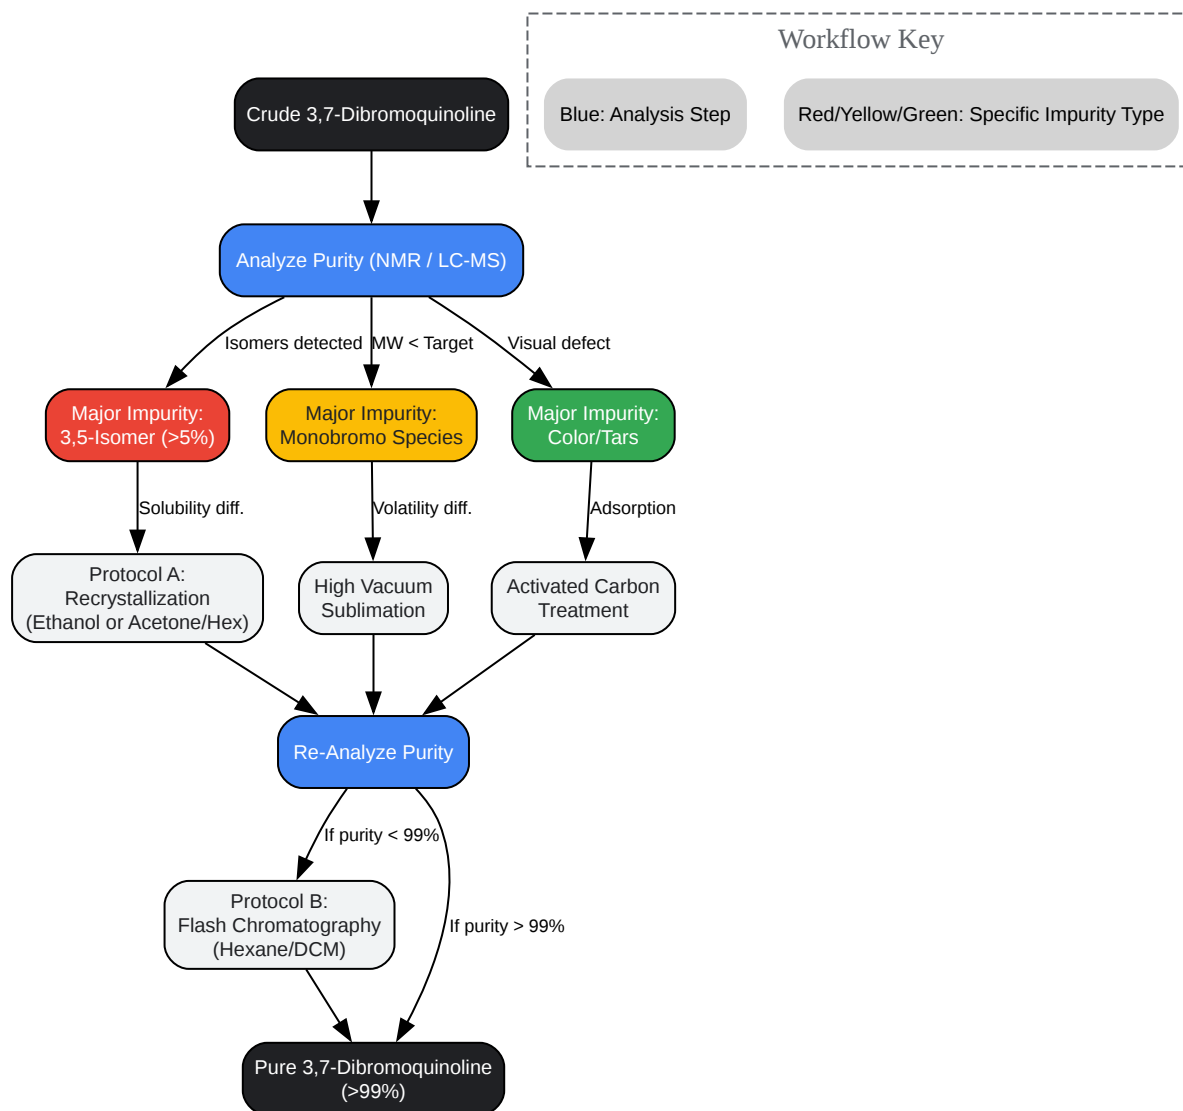 Workflow Key
Crude 3,7-Dibromoquinoline
Blue: Analysis Step
Red/Yellow/Green: Specific Impurity Type
Analyze Purity (NMR / LC-MS)
Isomers detected
MW < Target
Visual defect
Major Impurity:
3,5-Isomer (>5%)
Major Impurity:
Monobromo Species
Major Impurity:
Color/Tars
Solubility diff.
Volatility diff.
Adsorption
Protocol A:
Recrystallization
(Ethanol or Acetone/Hex)
High Vacuum
Sublimation
Activated Carbon
Treatment
Re-Analyze Purity
If purity < 99%
Protocol B:
Flash Chromatography
(Hexane/DCM)
If purity > 99%
Pure 3,7-Dibromoquinoline
(>99%)